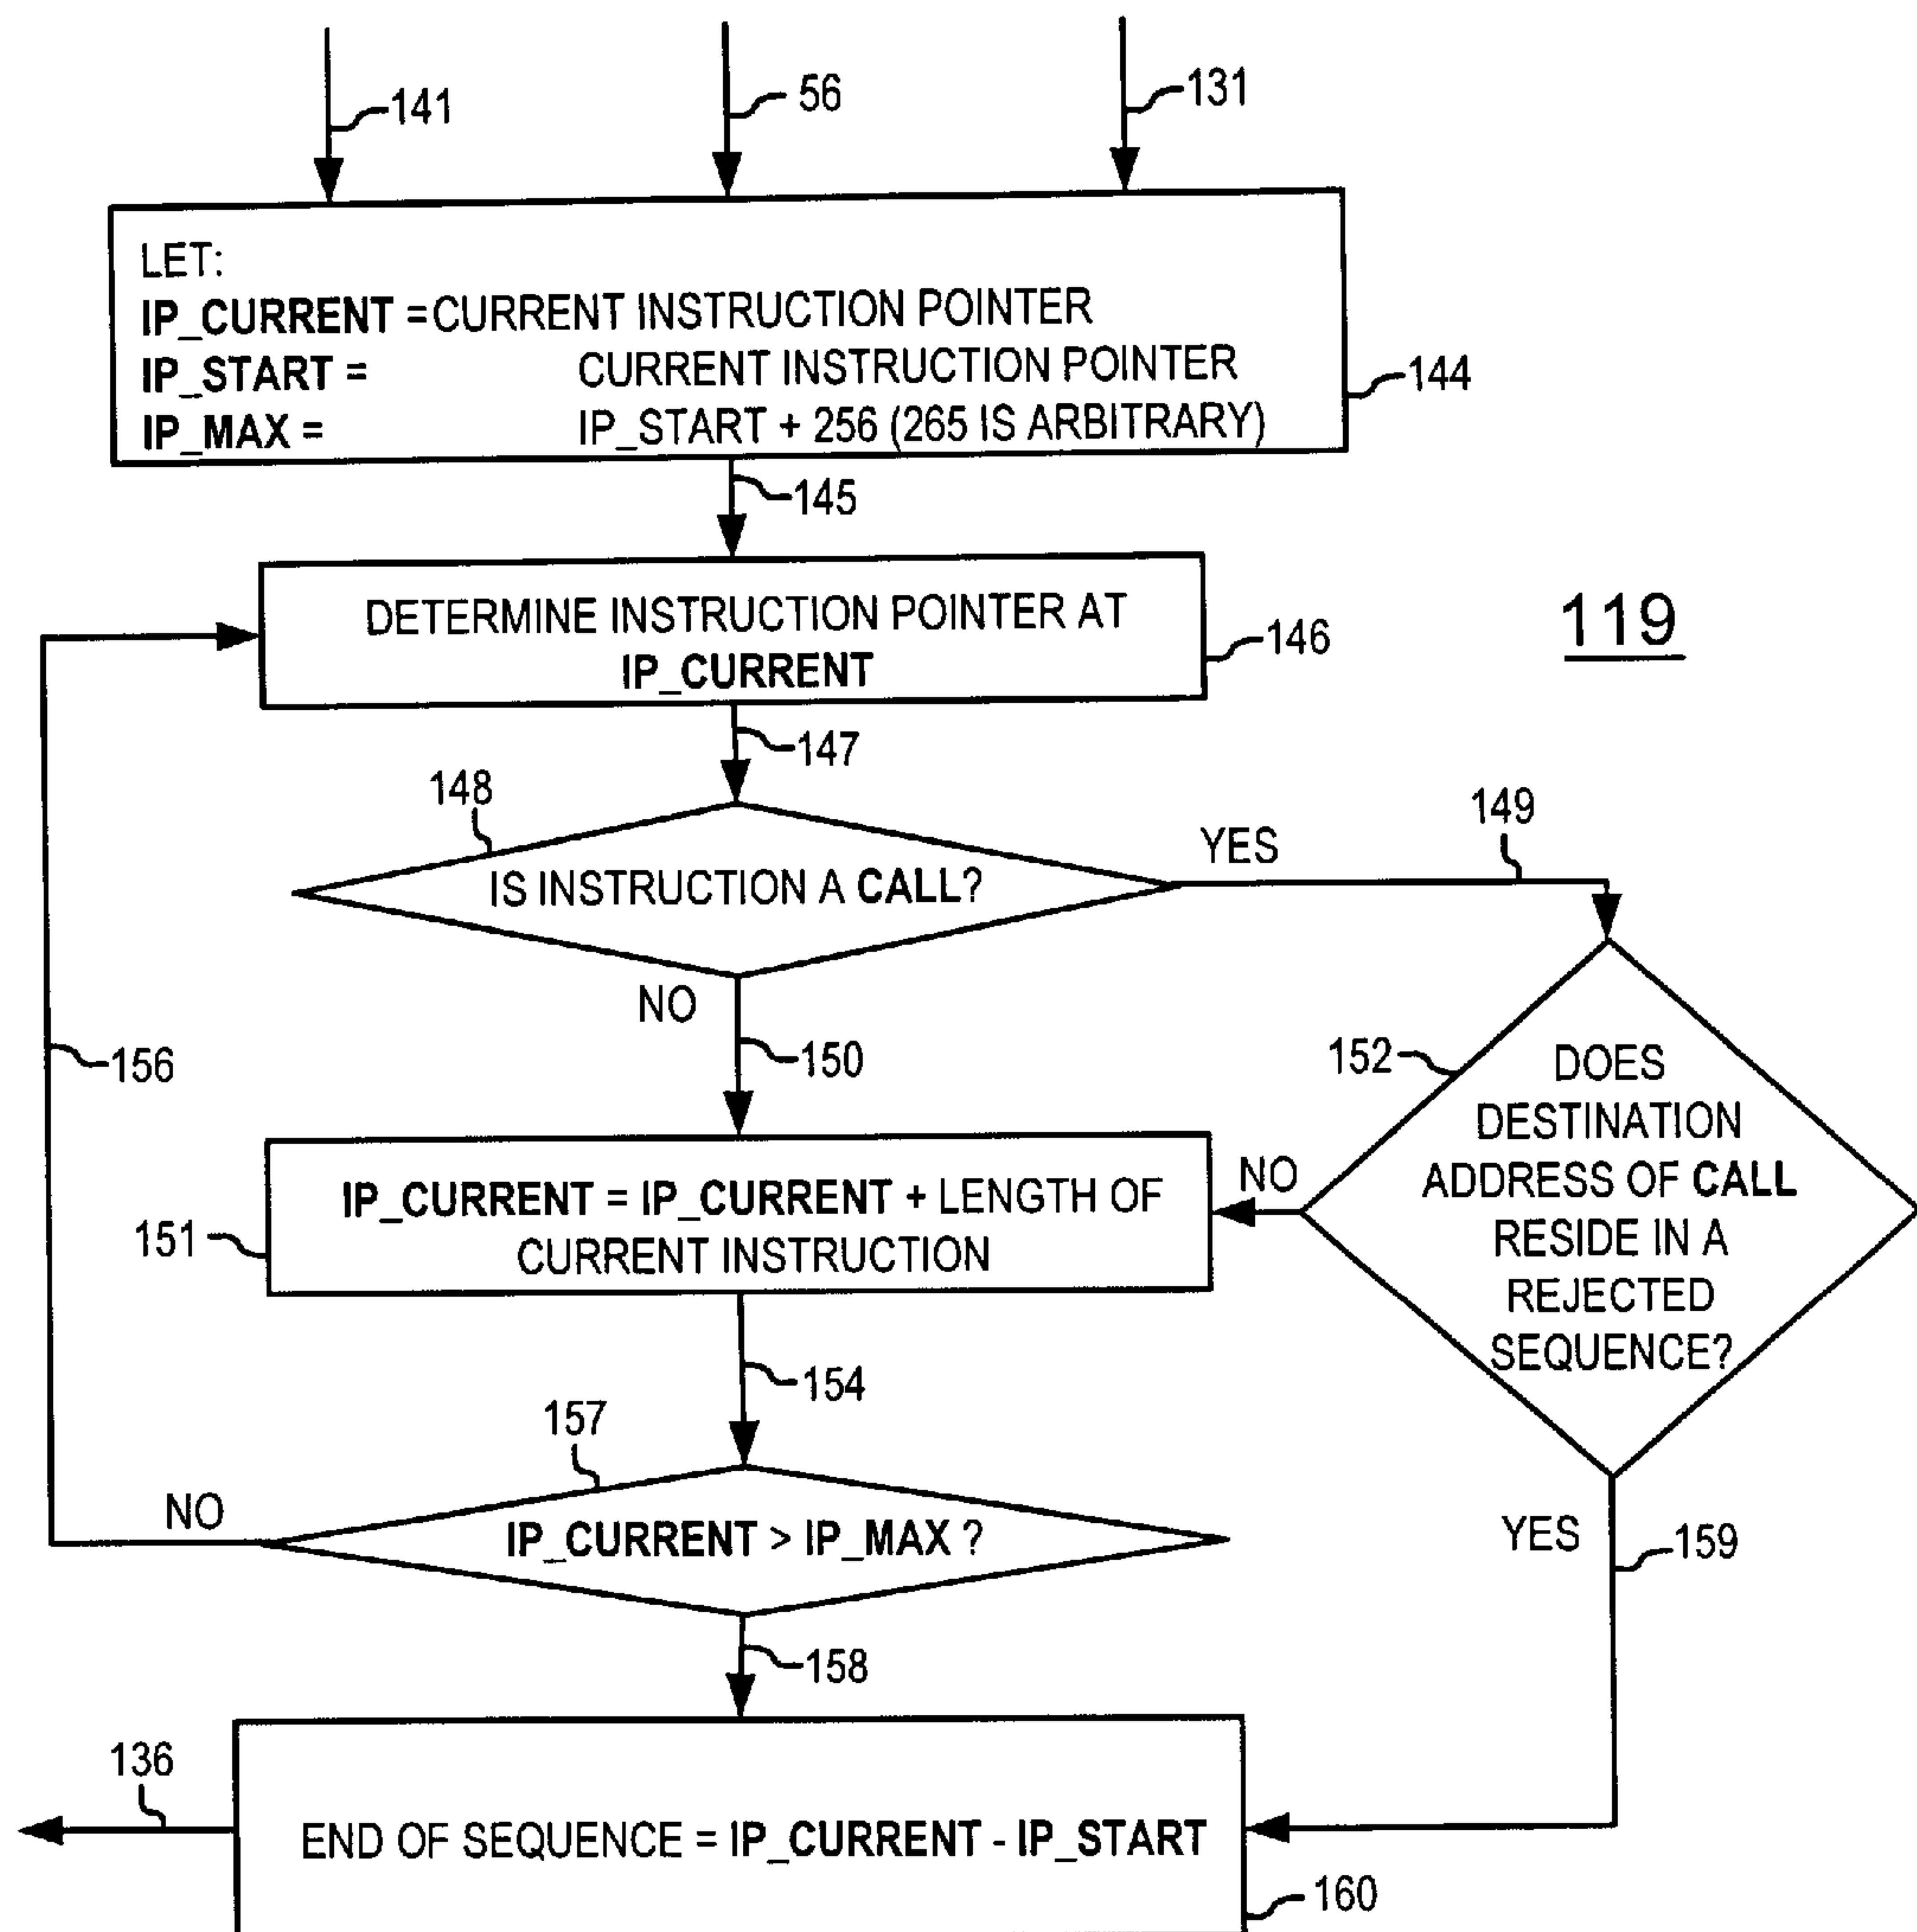 141
56
131
LET:
IP_CURRENT =CURRENT INSTRUCTION POINTER
IP_START = CURRENT INSTRUCTION POINTER
IP_MAX = IP_START + 256 (265 IS ARBITRARY)
144
145
DETERMINE INSTRUCTION POINTER AT
IP_CURRENT
146
119
147
148
IS INSTRUCTION A CALL?
YES
149
NO
150
156
152
DOES
DESTINATION
ADDRESS OF CALL
RESIDE IN A
REJECTED
SEQUENCE?
NO
IP_CURRENT = IP_CURRENT + LENGTH OF
CURRENT INSTRUCTION
151
154
157
NO
IP_CURRENT > IP_MAX ?
YES
159
158
136
END OF SEQUENCE = IP_CURRENT - IP_START
160